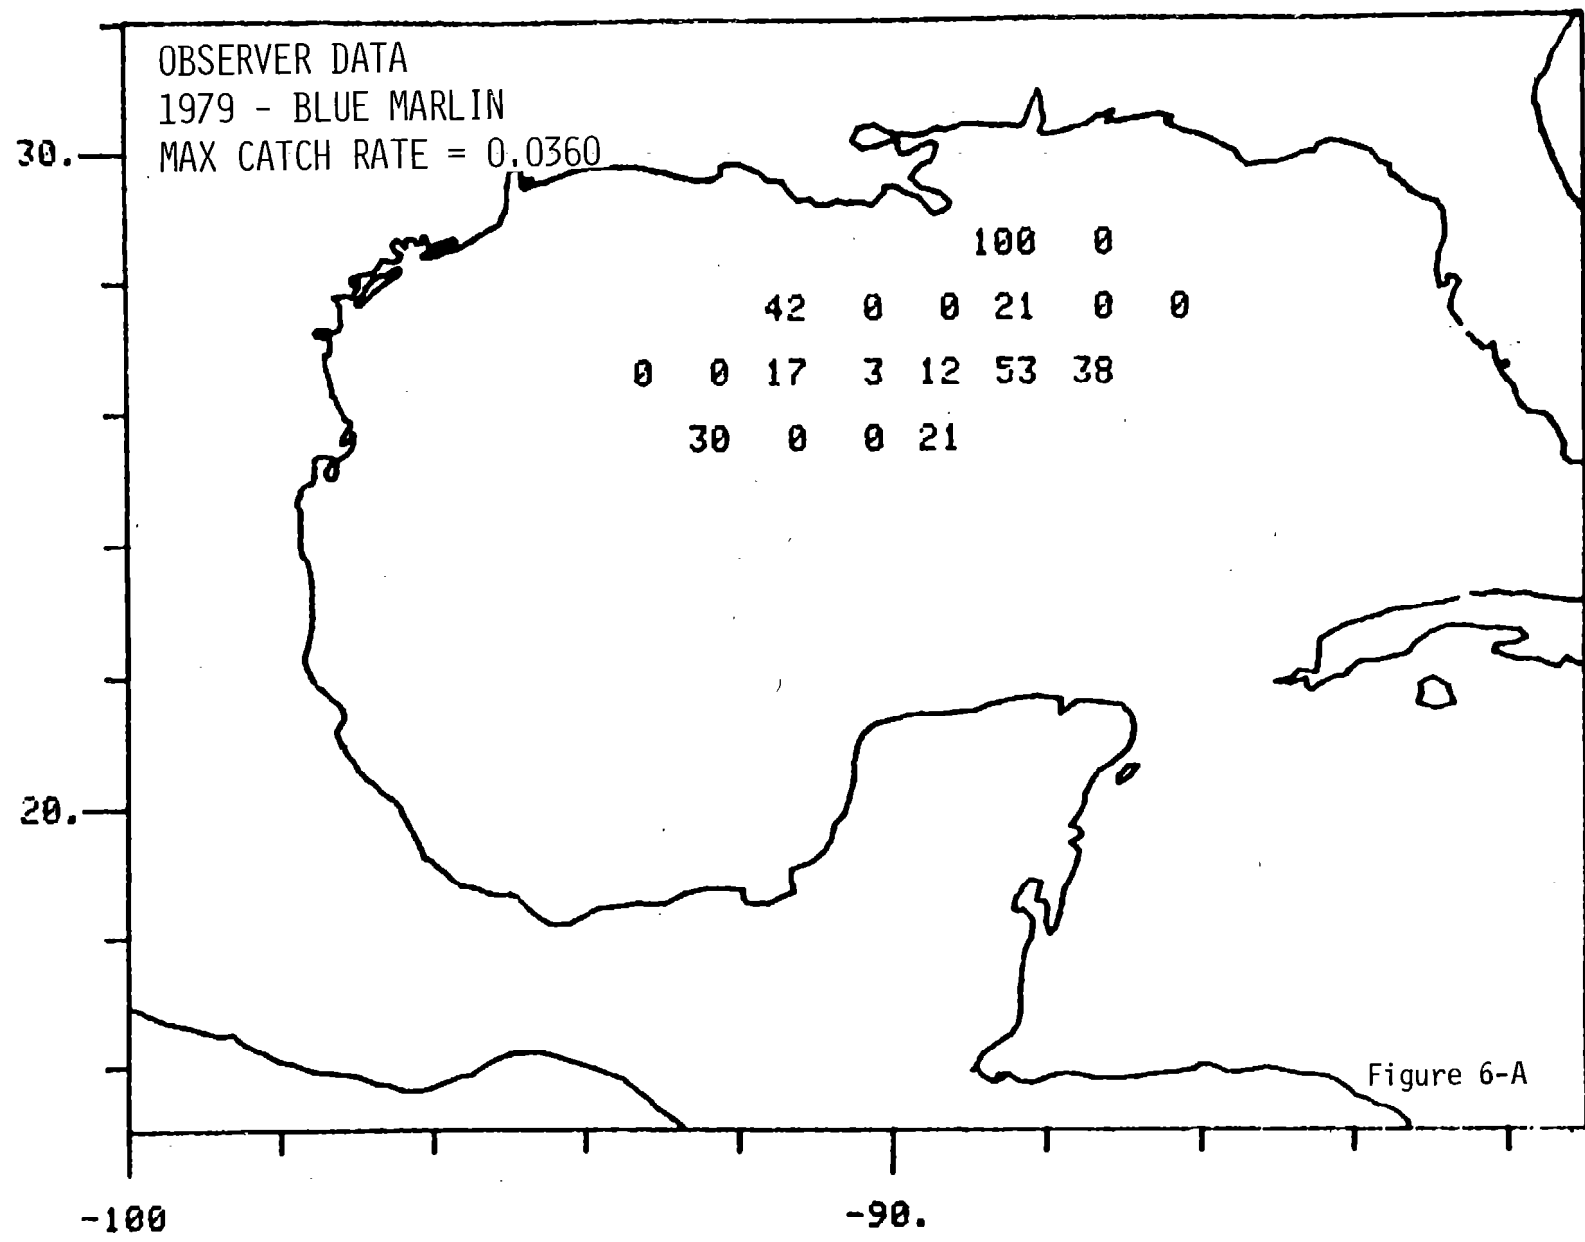 OBSERVER DATA
1979 - BLUE MARLIN
MAX CATCH RATE = 0.0360
30.
100 0
42 0 0 21 0 0
0 0 17 3 12 53 38
30 0 0 21
20.
Figure 6-A
-100 -90.